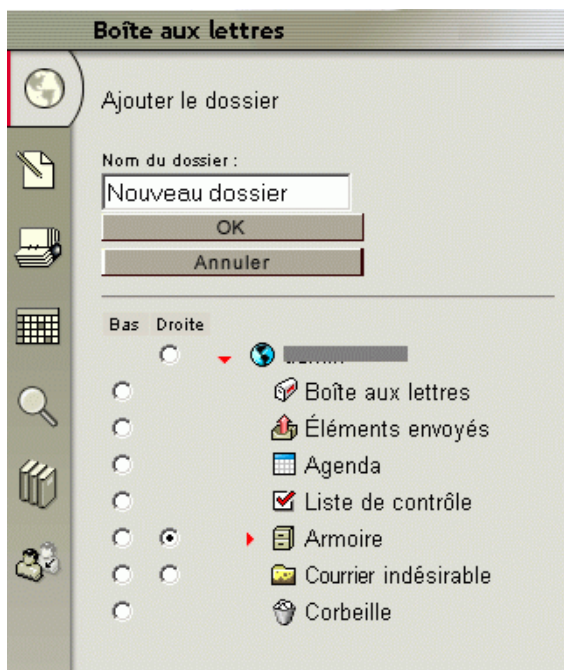 Boîte aux lettres
Ajouter le dossier
Nom du dossier :
Nouveau dossier
OK
Annuler
Bas Droite
Boîte aux lettres
Éléments envoyés
Agenda
Liste de contrôle
Armoire
Courrier indésirable
Corbeille